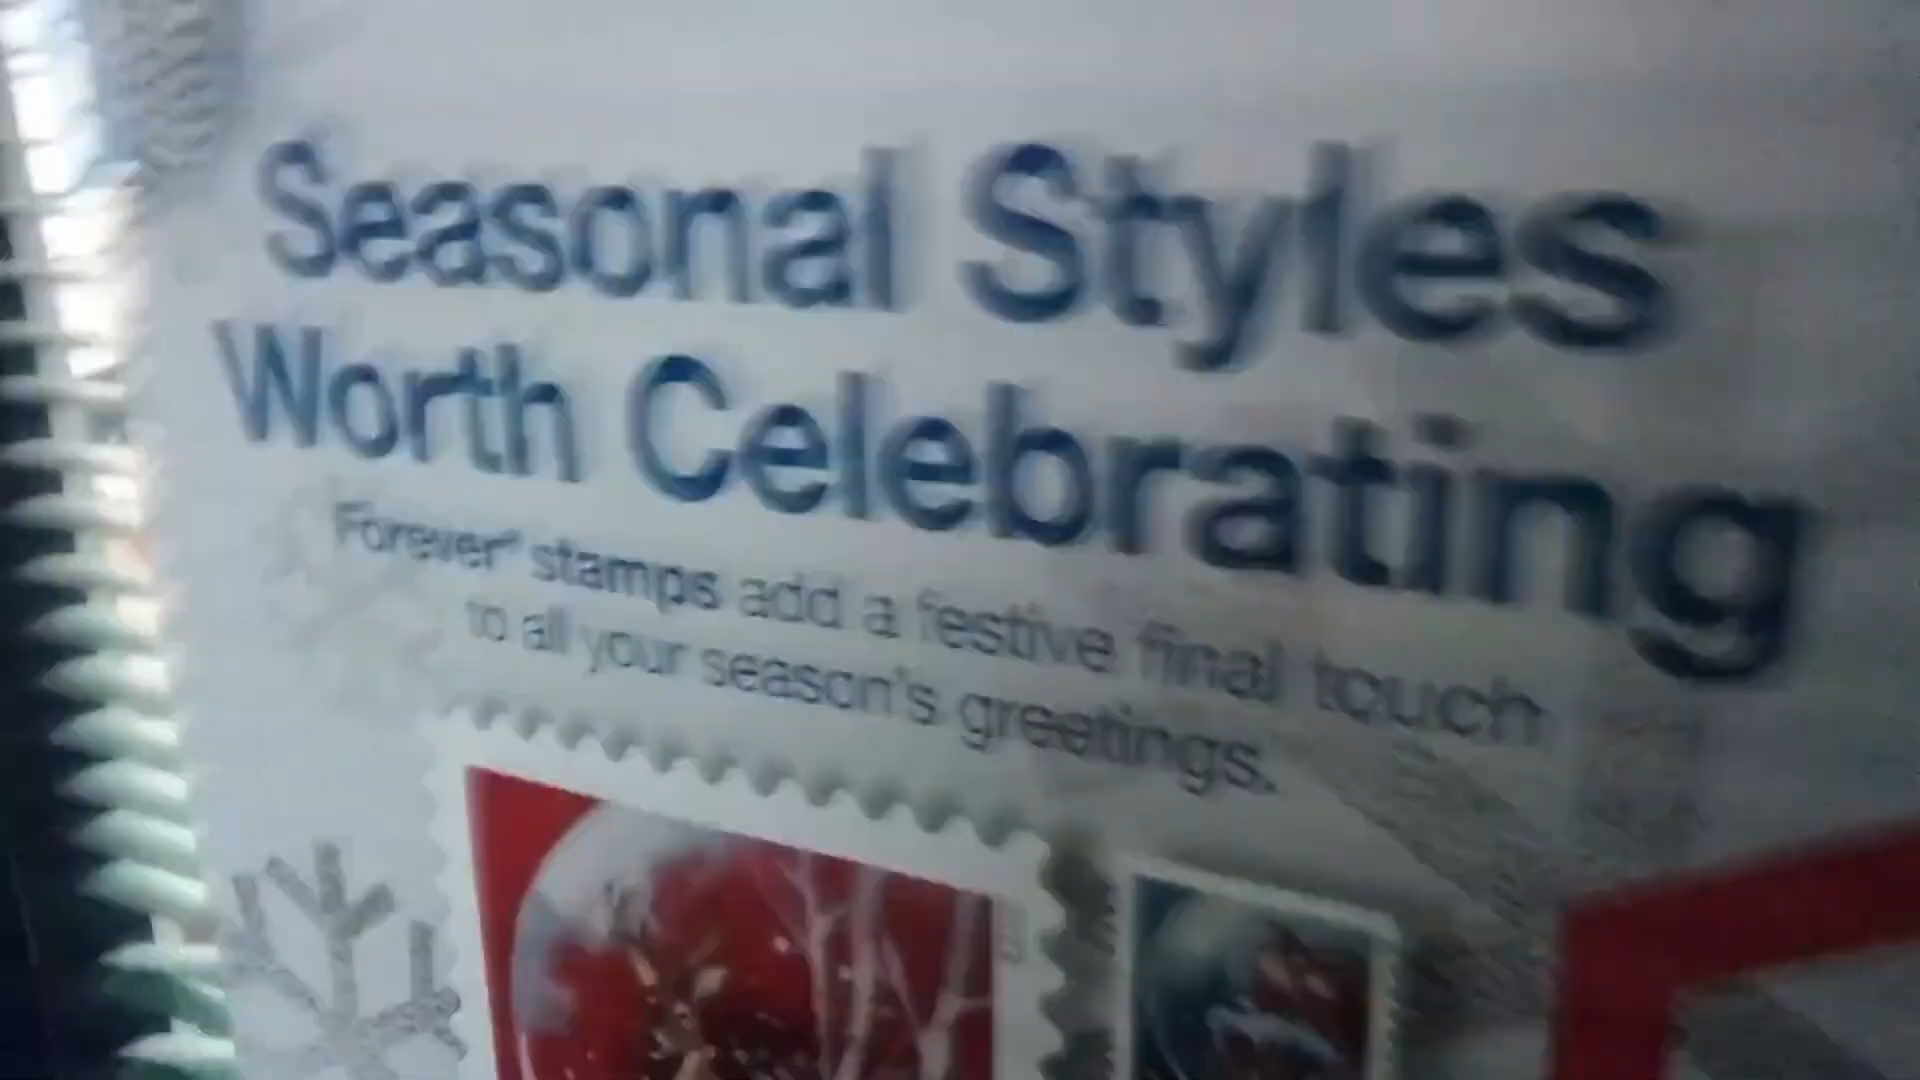 Seasonal Styles
Worth Celebrating
Forever® stamps add a festive final touch
to all your season's greetings.